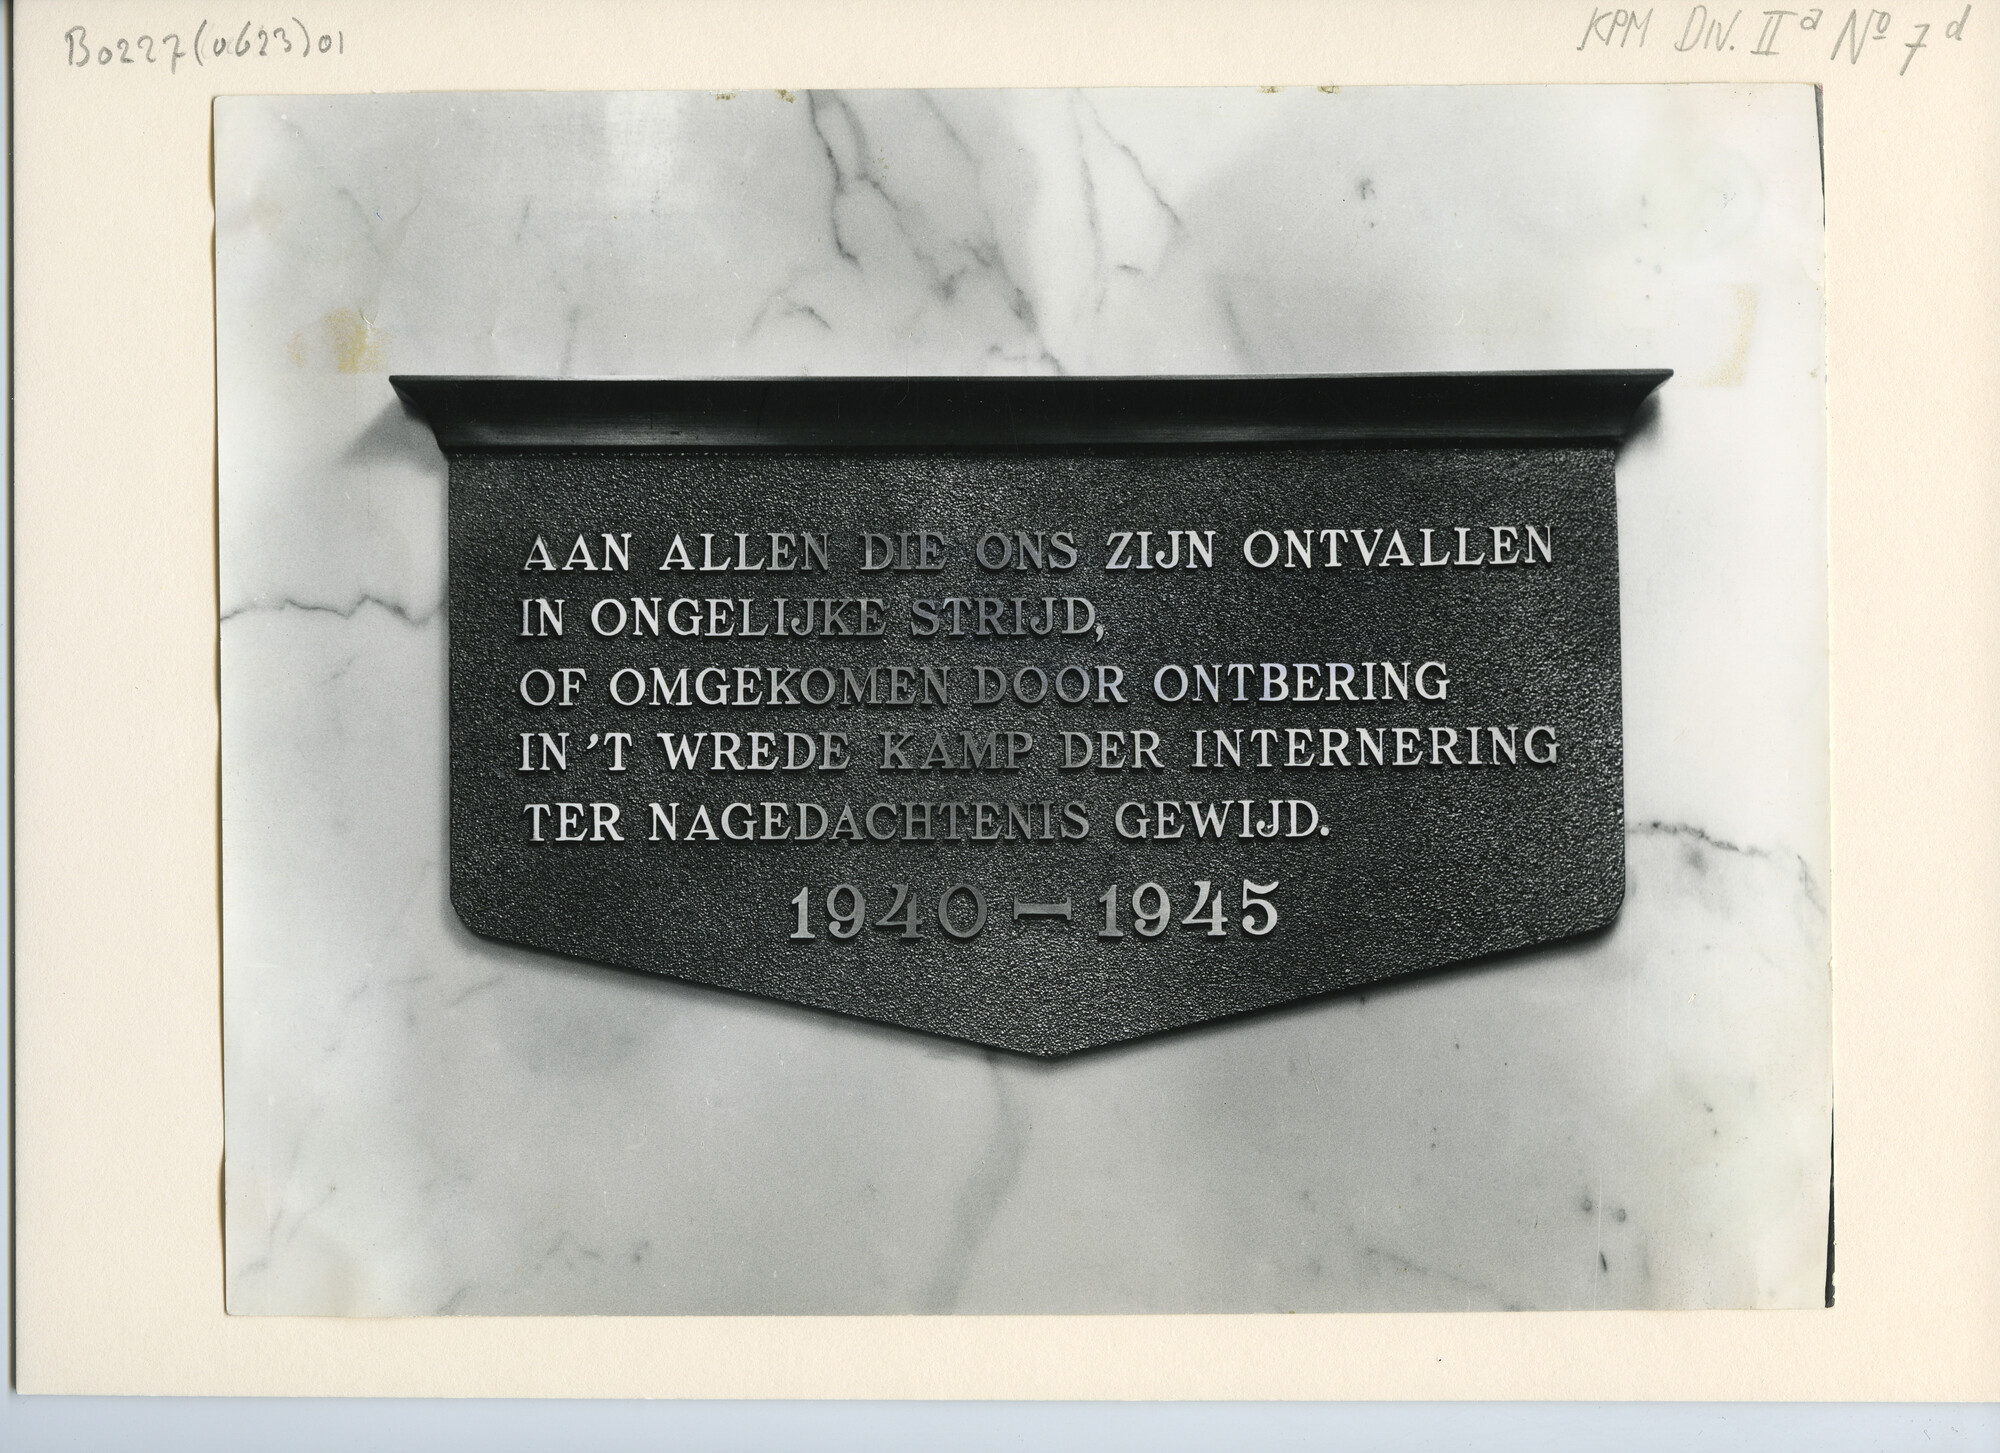 B0227(0623)01
KPM DIV. IIa No 7d
AAN ALLEN DIE ONS ZIJN ONTVALLEN
IN ONGELIJKE STRIJD,
OF OMGEKOMEN DOOR ONTBERING
IN 'T WREDE KAMP DER INTERNERING
TER NAGEDACHTENIS GEWIJD.
1940 – 1945